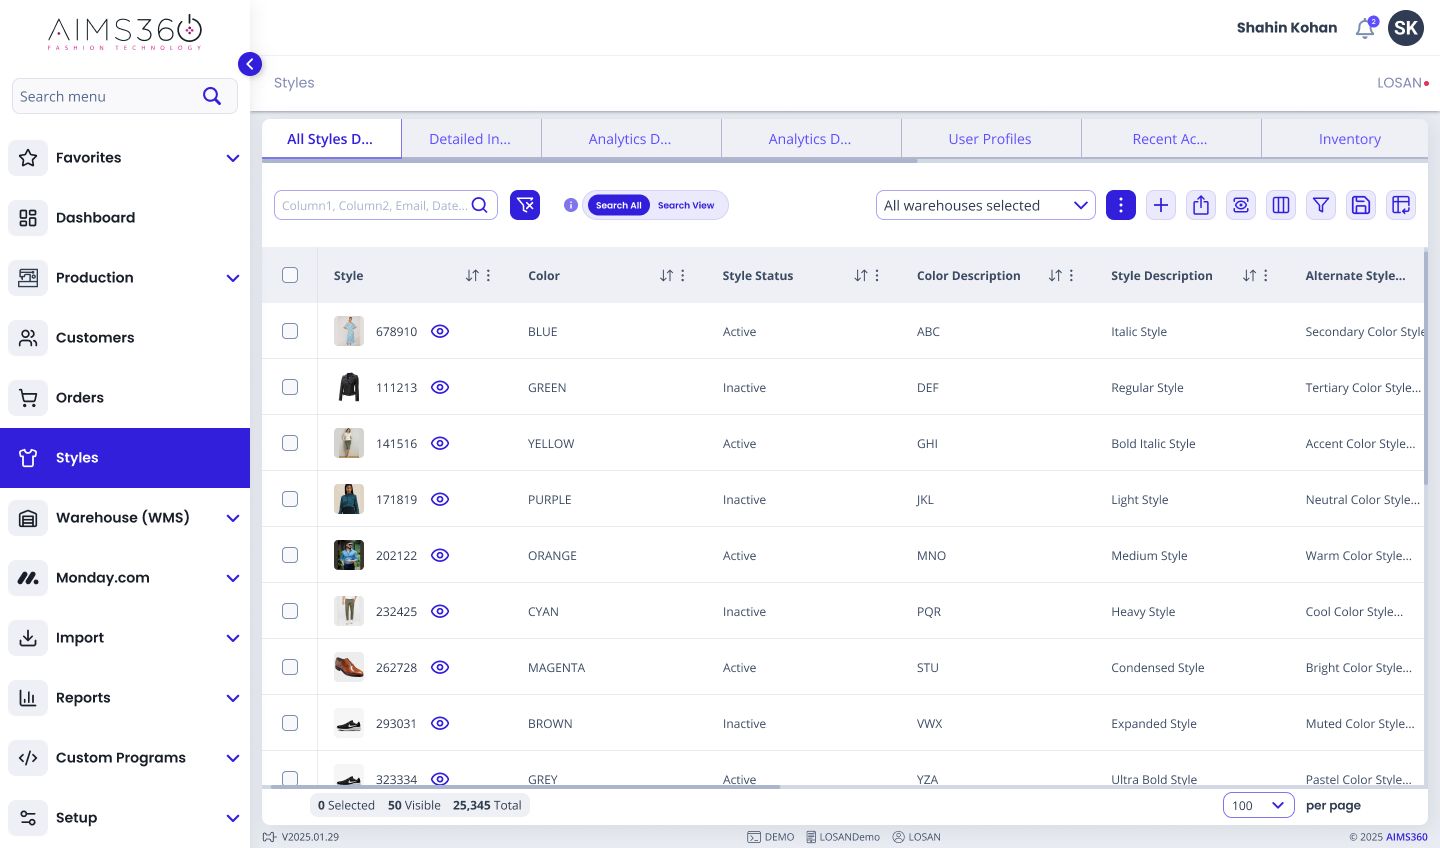 AIMS360
FASHION TECHNOLOGY
Search menu
Favorites
Dashboard
Production
Customers
Orders
Styles
Warehouse (WMS)
Monday.com
Import
Reports
Custom Programs
Setup
Shahin Kohan 2 SK
Styles LOSAN
All Styles D... Detailed In... Analytics D... Analytics D... User Profiles Recent Ac... Inventory
Column1, Column2, Email, Date... Search All Search View All warehouses selected
Style Color Style Status Color Description Style Description Alternate Style...
678910 BLUE Active ABC Italic Style Secondary Color Style
111213 GREEN Inactive DEF Regular Style Tertiary Color Style...
141516 YELLOW Active GHI Bold Italic Style Accent Color Style...
171819 PURPLE Inactive JKL Light Style Neutral Color Style...
202122 ORANGE Active MNO Medium Style Warm Color Style...
232425 CYAN Inactive PQR Heavy Style Cool Color Style...
262728 MAGENTA Active STU Condensed Style Bright Color Style...
293031 BROWN Inactive VWX Expanded Style Muted Color Style...
323334 GREY Active YZA Ultra Bold Style Pastel Color Style...
0 Selected 50 Visible 25,345 Total 100 per page
V2025.01.29 DEMO LOSANDemo LOSAN © 2025 AIMS360